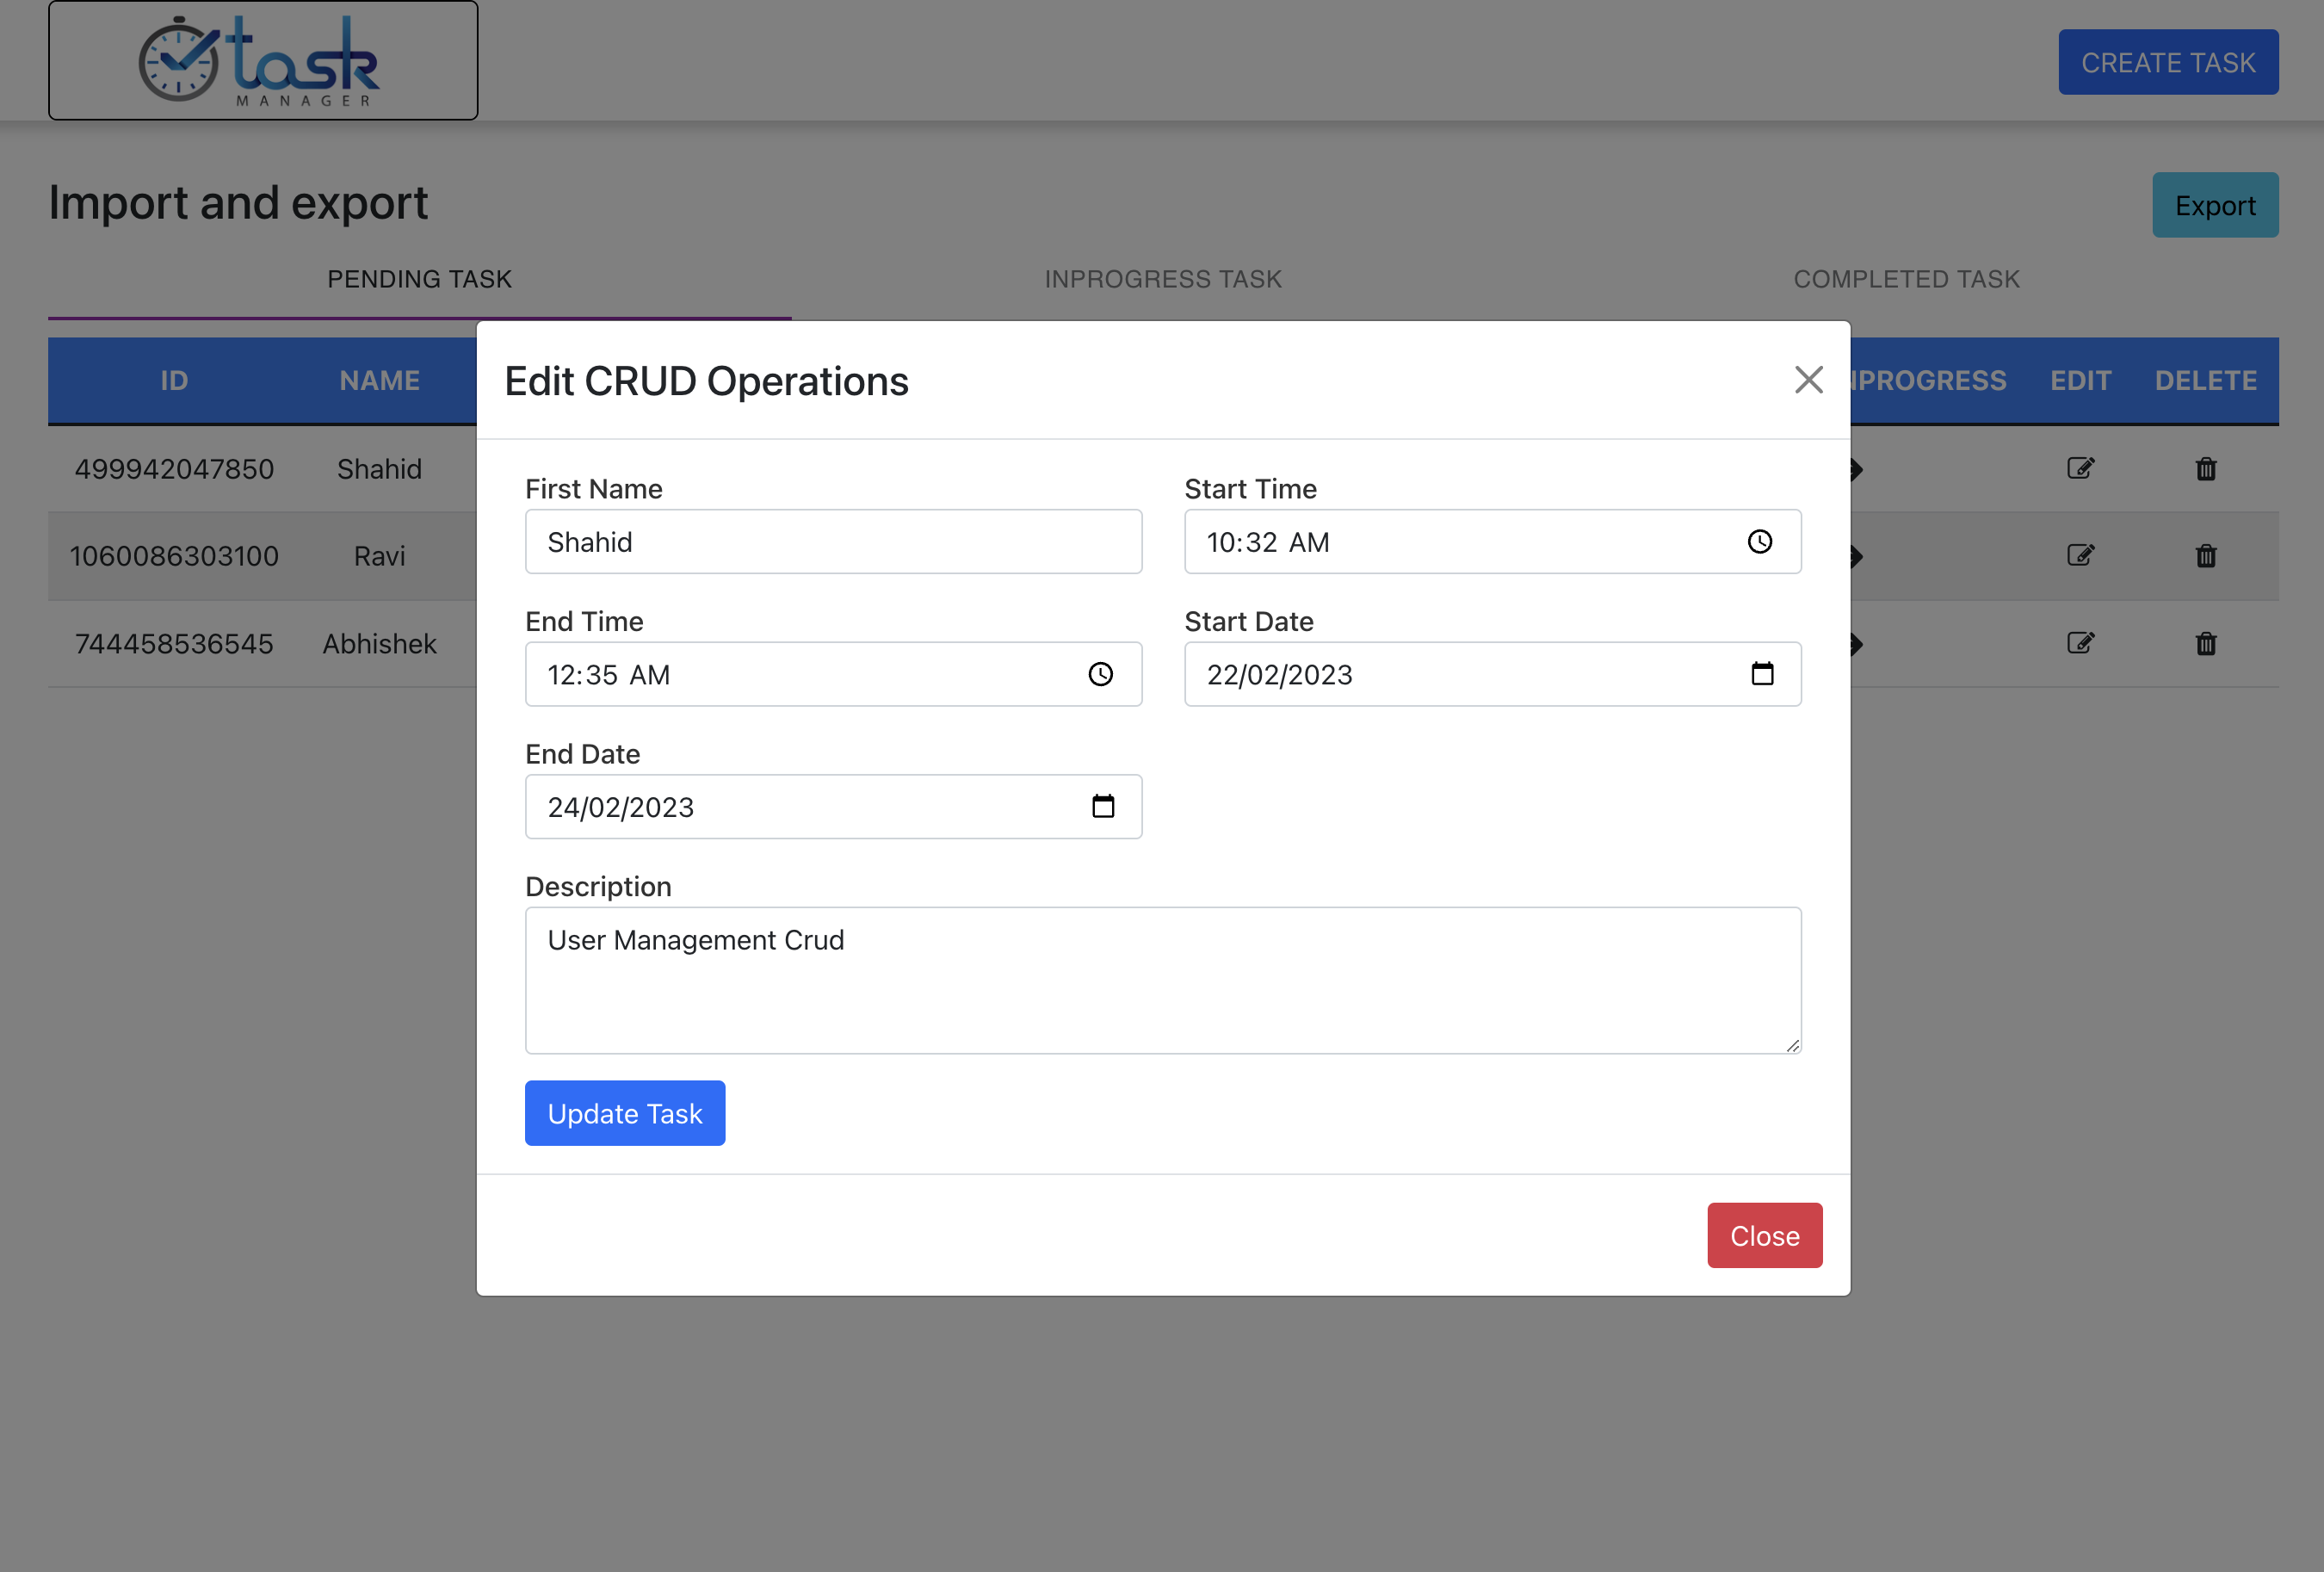 task
MANAGER
CREATE TASK
Import and export
Export
PENDING TASK INPROGRESS TASK COMPLETED TASK
ID NAME NPROGRESS EDIT DELETE
Edit CRUD Operations
499942047850 Shahid
1060086303100 Ravi
744458536545 Abhishek
First Name
Shahid
Start Time
10:32 AM
End Time
12:35 AM
Start Date
22/02/2023
End Date
24/02/2023
Description
User Management Crud
Update Task
Close